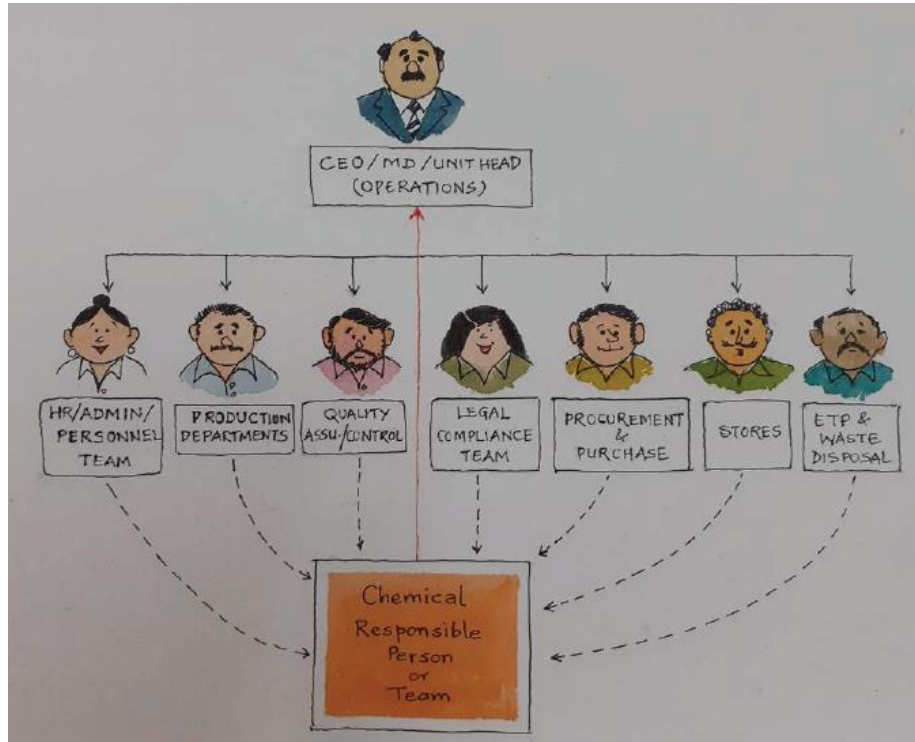 CEO/MD/UNIT HEAD
(OPERATIONS)
HR/ADMIN/
PERSONNEL
TEAM
PRODUCTION
DEPARTMENTS
QUALITY
ASSU-/CONTROL
LEGAL
COMPLIANCE
TEAM
PROCUREMENT
&
PURCHASE
STORES
ETP &
WASTE
DISPOSAL
Chemical
Responsible
Person
or
Team